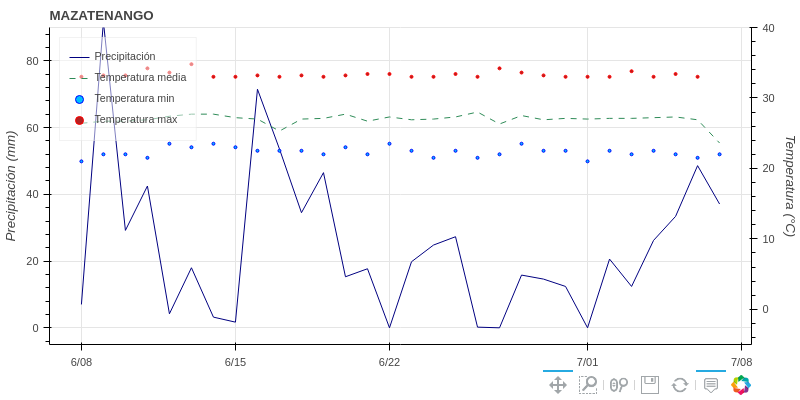 MAZATENANGO
Precipitación
Temperatura média
Temperatura min
Temperatura max
Precipitación (mm)
0
20
40
60
80
Temperatura (°C)
0
10
20
30
40
6/08
6/15
6/22
7/01
7/08